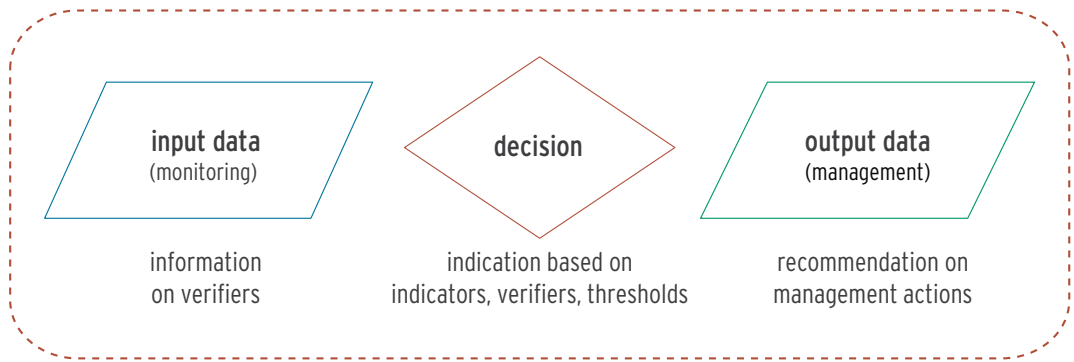 input data
(monitoring)
decision
output data
(management)
information
on verifiers
indication based on
indicators, verifiers, thresholds
recommendation on
management actions